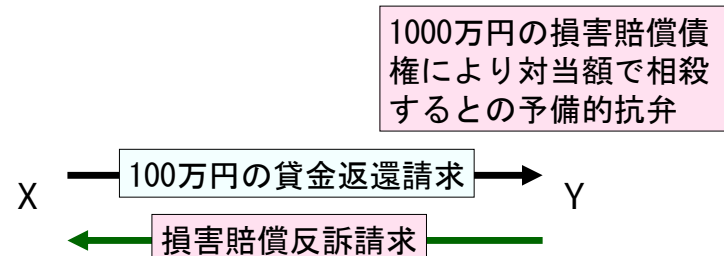 1000万円の損害賠償債
権により対当額で相殺
するとの予備的抗弁
100万円の貸金返還請求
X
Y
損害賠償反訴請求